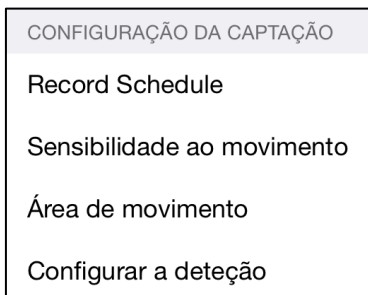 CONFIGURAÇÃO DA CAPTAÇÃO
Record Schedule
Sensibilidade ao movimento
Área de movimento
Configurar a deteção